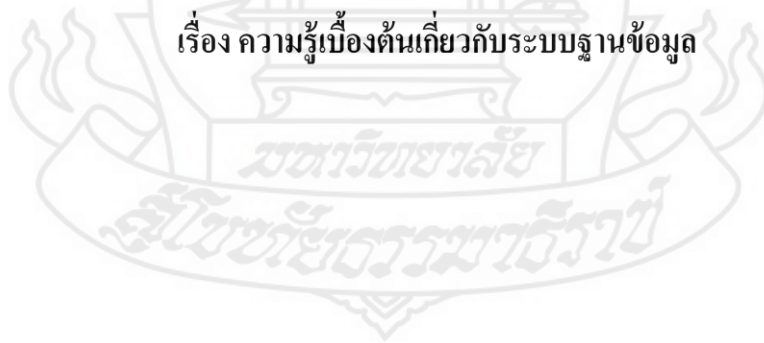 เรื่อง ความรู้เบื้องต้นเกี่ยวกับระบบฐานข้อมูล
มหาวิทยาลัย
สุโขทัยธรรมาธิราช